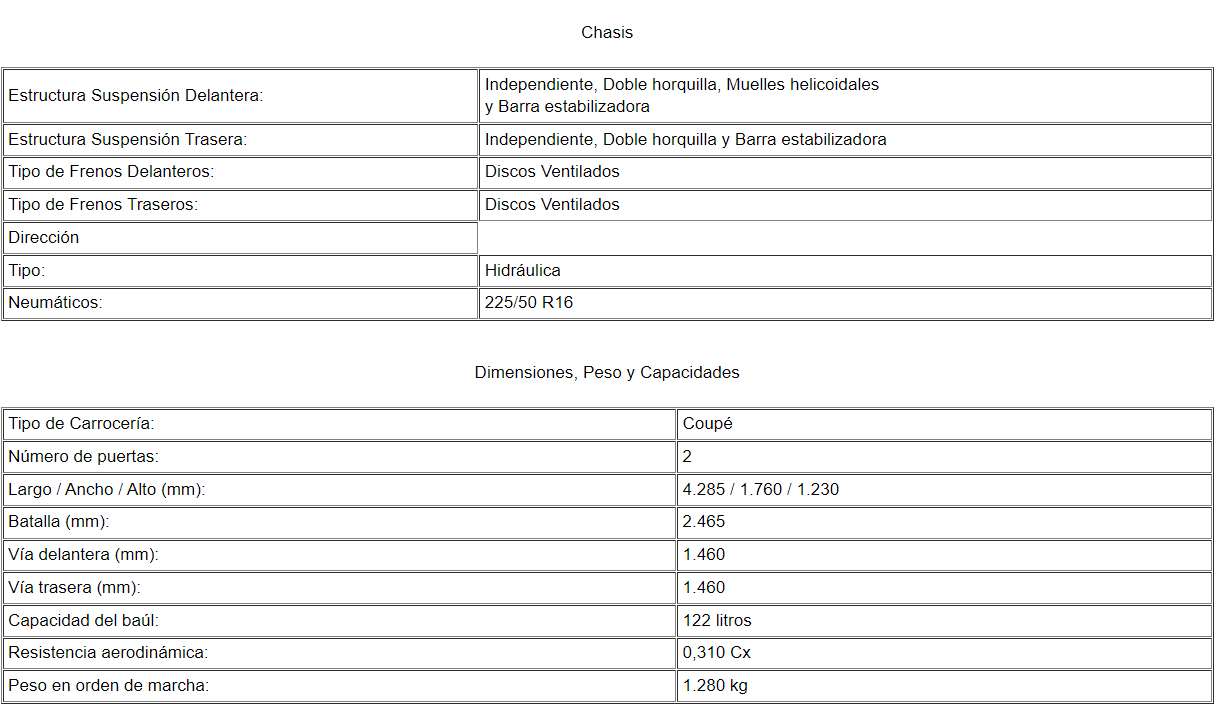 Chasis
Estructura Suspensión Delantera:
Independiente, Doble horquilla, Muelles helicoidales
y Barra estabilizadora
Estructura Suspensión Trasera:
Independiente, Doble horquilla y Barra estabilizadora
Tipo de Frenos Delanteros:
Discos Ventilados
Tipo de Frenos Traseros:
Discos Ventilados
Dirección
Tipo:
Hidráulica
Neumáticos:
225/50 R16
Dimensiones, Peso y Capacidades
Tipo de Carrocería:
Coupé
Número de puertas:
2
Largo / Ancho / Alto (mm):
4.285 / 1.760 / 1.230
Batalla (mm):
2.465
Vía delantera (mm):
1.460
Vía trasera (mm):
1.460
Capacidad del baúl:
122 litros
Resistencia aerodinámica:
0,310 Cx
Peso en orden de marcha:
1.280 kg